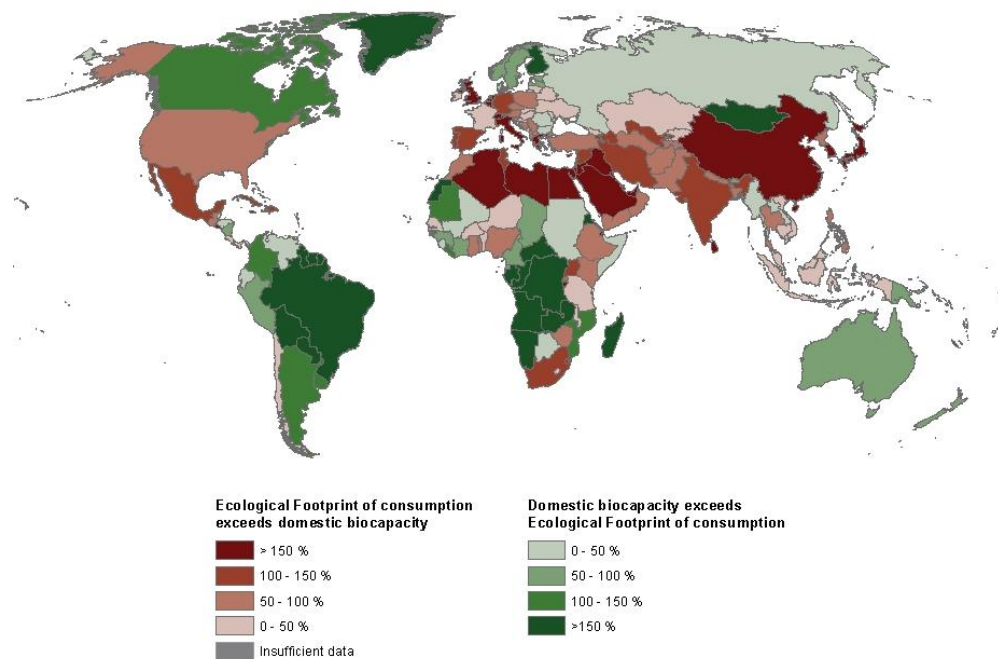 Ecological Footprint of consumption
exceeds domestic biocapacity
> 150 %
100 - 150 %
50 - 100 %
0 - 50 %
Insufficient data
Domestic biocapacity exceeds
Ecological Footprint of consumption
0 - 50 %
50 - 100 %
100 - 150 %
>150 %